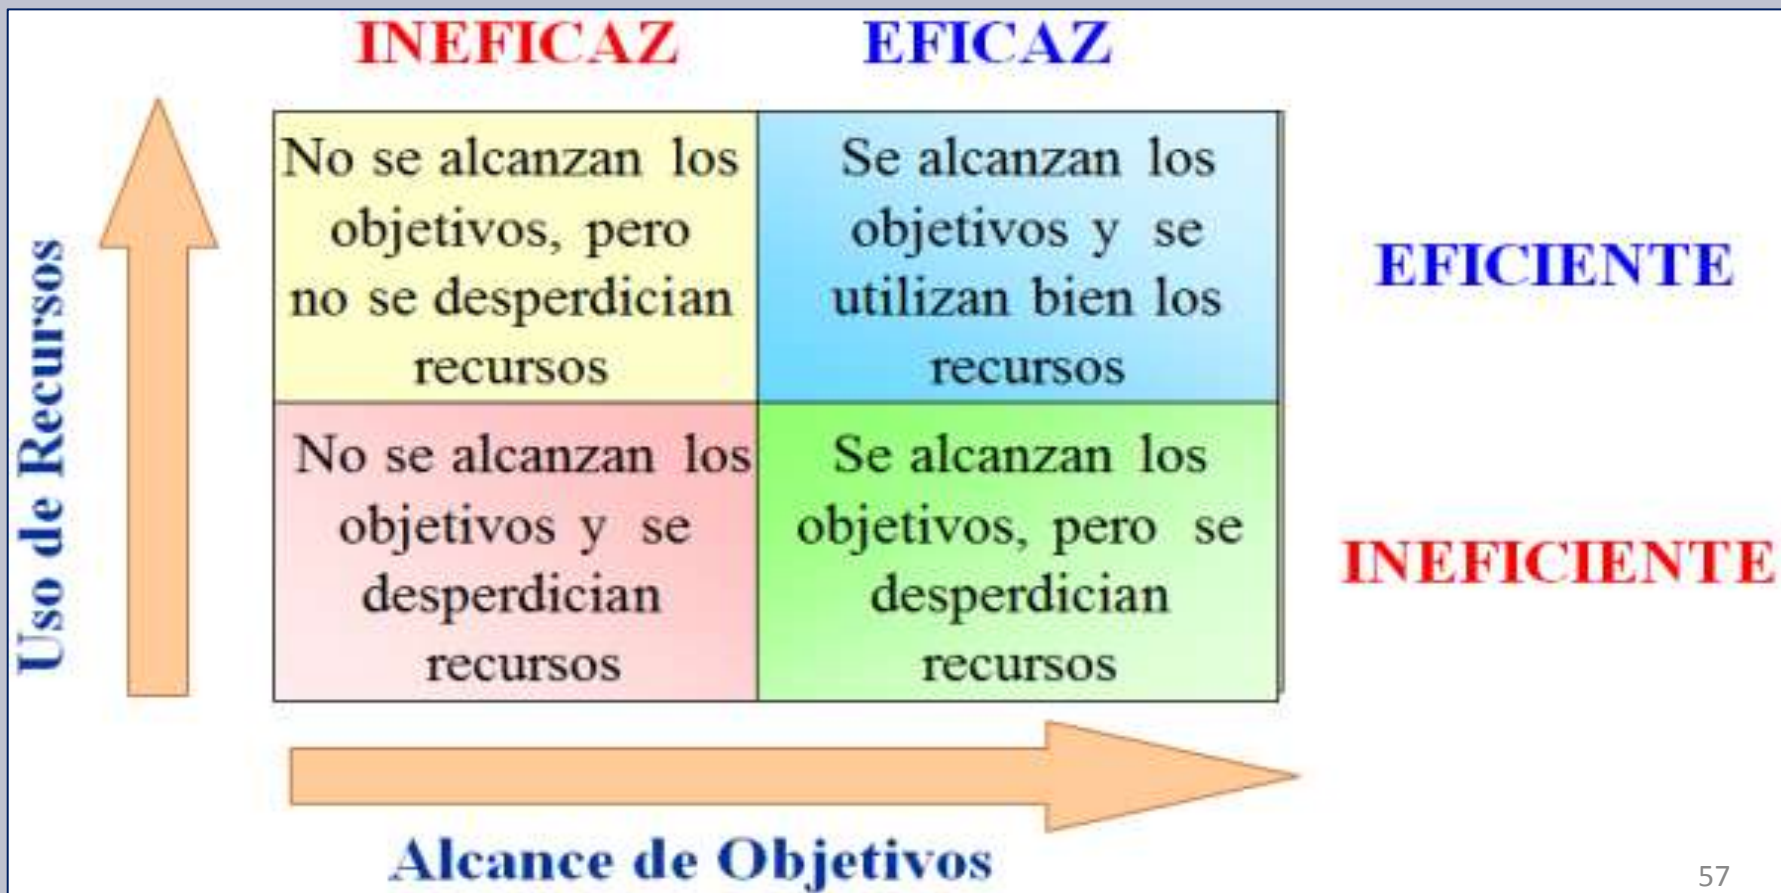 INEFICAZ
EFICAZ
No se alcanzan los
objetivos, pero
no se desperdician
recursos
Se alcanzan los
objetivos y se
utilizan bien los
recursos
EFICIENTE
Uso de Recursos
No se alcanzan los
objetivos y se
desperdician
recursos
Se alcanzan los
objetivos, pero se
desperdician
recursos
INEFICIENTE
Alcance de Objetivos
57